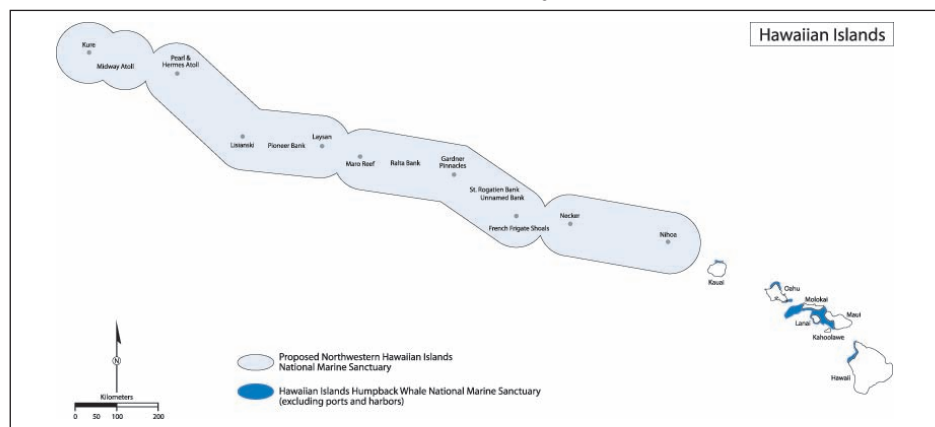 Hawaiian Islands
Kure
Midway Atoll
Pearl &
Hermes Atoll
Lisianski
Pioneer Bank
Laysan
Maro Reef
Ralta Bank
Gardner
Pinnacles
St. Rogatien Bank
Unnamed Bank
French Frigate Shoals
Necker
Nihoa
Kauai
Oahu
Molokai
Lanai
Maui
Kahoolawe
Hawaii
N
Kilometers
0 50 100 200
Proposed Northwestern Hawaiian Islands
National Marine Sanctuary
Hawaiian Islands Humpback Whale National Marine Sanctuary
(excluding ports and harbors)